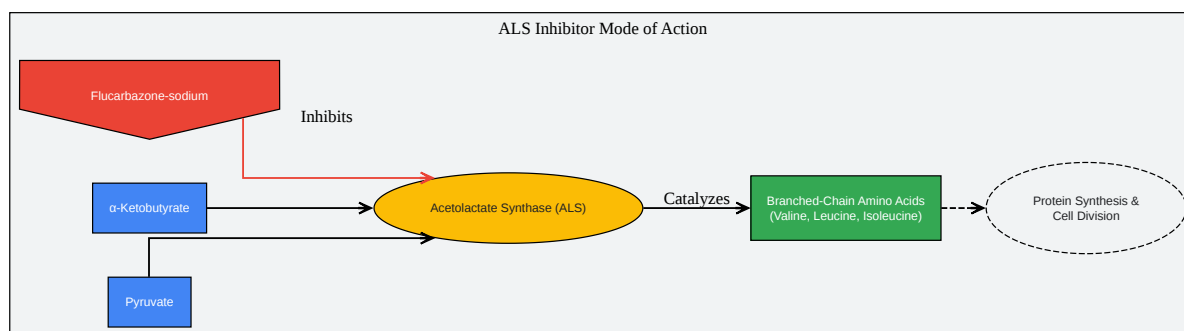 ALS Inhibitor Mode of Action
Flucarbazone-sodium
Inhibits
α-Ketobutyrate
Acetolactate Synthase (ALS)
Catalyzes
Branched-Chain Amino Acids
(Valine, Leucine, Isoleucine)
Protein Synthesis &
Cell Division
Pyruvate